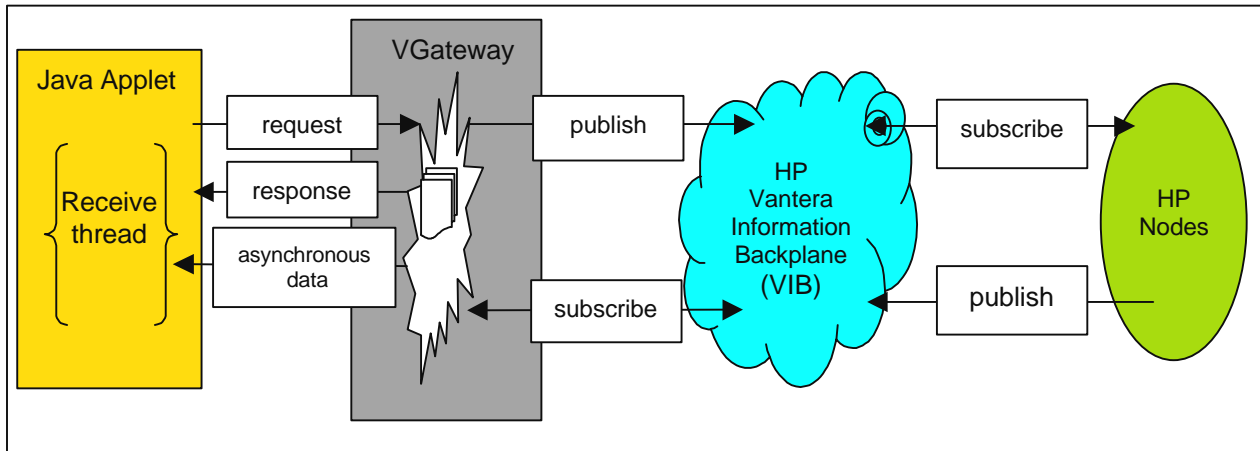 Java Applet
Receive
thread
request
response
asynchronous
data
VGateway
publish
subscribe
HP
Vantera
Information
Backplane
(VIB)
subscribe
publish
HP
Nodes